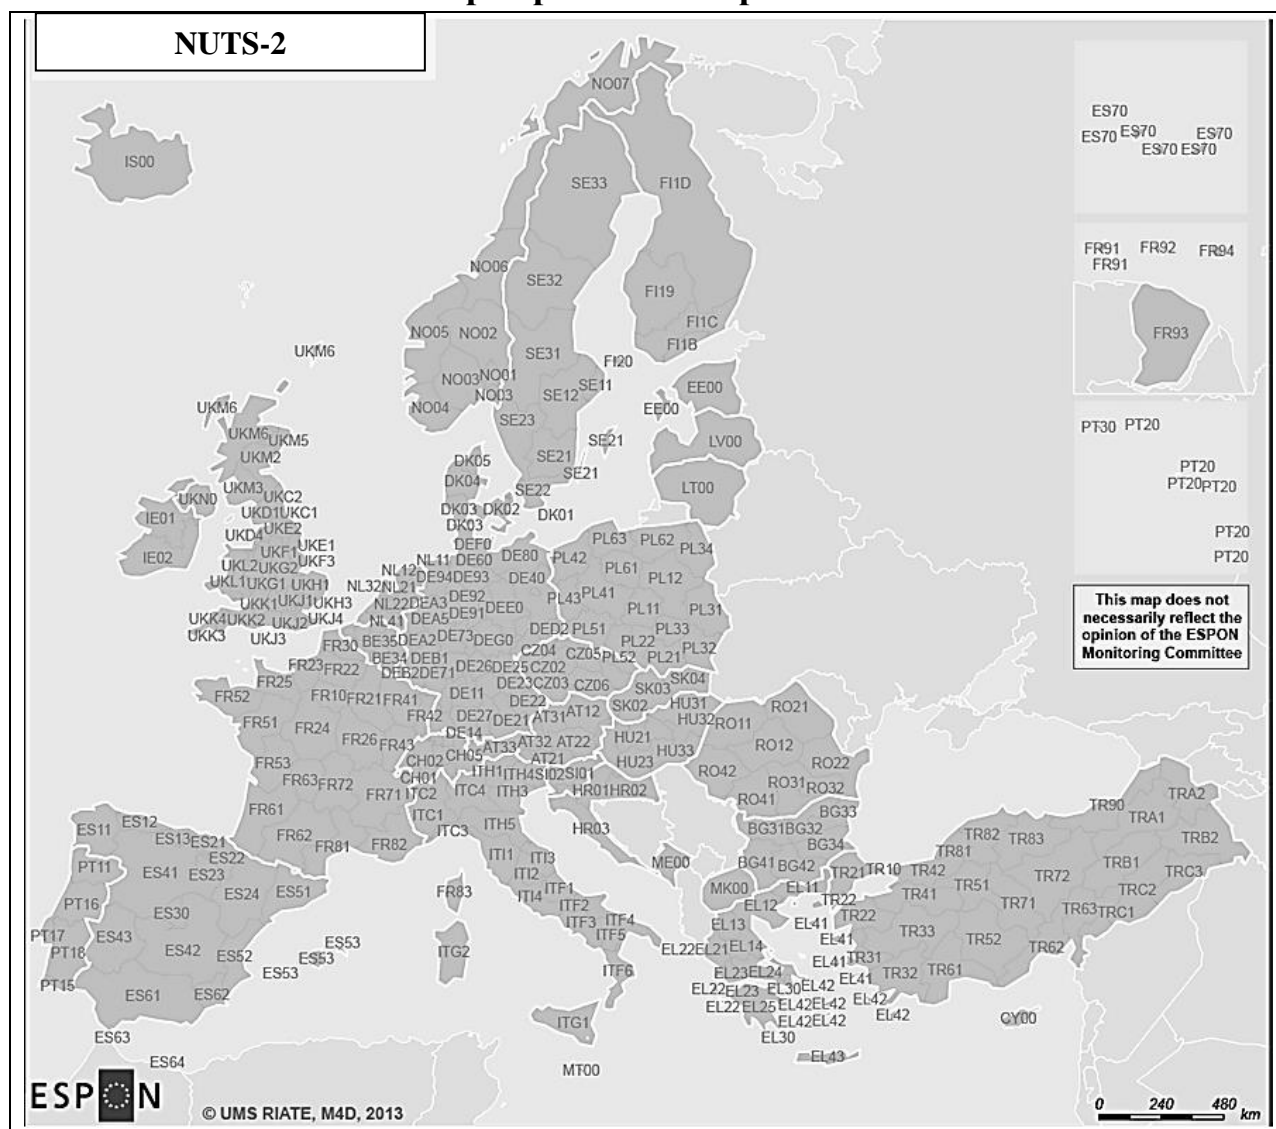 NUTS-2
NO07
ES70
ES70 ES70 ES70
ES70 ES70
IS00
SE33
FI1D
FR91 FR92 FR94
FR91
NO06
SE32
FI19
FR93
NO05 NO02
FI1C
FI1B
UKM6
SE31
FI20
NO03 NO01
SE12 SE11
EE00
NO03
UKM6
NO04
EE00
SE23
PT30 PT20
UKM6 UKM5
SE21
LV00
UKM2
DK05
SE21
SE21
PT20
DK04
UKM3
UKN0
UKC2
SE22
LT00
PT20 PT20
UKD1 UKC1
DK03 DK02
DK01
IE01
UKE2
DK03
UKD4
PL63 PL62
PT20
UKE1
DEF0
PL34
UKF1
UKF3
IE02
NL11 DE60 DE80 PL42
PT20
UKL2 UKG2
NL12
DE94 DE93 DE40
PL61
PL12
UKL1 UKG1 UKH1
NL32 NL21
DE92
PL43 PL41
This map does not
necessarily reflect the
opinion of the ESPON
Monitoring Committee
UKK1 UKJ1 UKH3
NL22 DEA3
DE91 DEE0
PL11 PL31
UKK4 UKK2 UKJ2 UKJ4
NL41 DEA5
DED2 PL51
PL33
UKK3 UKJ3
FR30 BE35 DEA2 DE73 DEG0
PL22
PL32
CZ04 CZ05 PL52 PL21
FR23 FR22
BE34 DEB1
DE26 DE25 CZ02
FR25
DEB2 DE71
DE23 CZ03 CZ06
SK03 SK04
FR52
FR10 FR21 FR41
DE11
DE22
SK02
HU31
RO21
FR51
FR24
FR42
DE27 DE21 AT31 AT12
HU32 RO11
FR26 FR43
DE14
AT33 AT32 AT22
HU21
HU33
RO12
FR53
CH02 CH05
AT21
HU23
RO22
FR63 FR72
CH01
ITH1 ITH4 SI02 SI01
RO42
RO31 RO32
FR71 ITC2 ITC4 ITH3
HR01 HR02
RO41
TR90 TRA2
FR61
ITC1
BG33
TRA1
ES11 ES12
FR62
ITC3 ITH5
HR03
BG31 BG32
TR82 TR83
TRB2
ES13 ES21
FR81 FR82
BG34
TR81
ES22
ITI1 ITI3
ME00
BG41 BG42
TR21 TR10 TR42
TRB1
TRC3
PT11
ES41 ES23
ITI2
TR72
ES24 ES51
FR83
ITI4 ITF1
MK00
EL11
TR51
TRC2
EL12
TR22
TR41
TR71
TR63 TRC1
PT16
ES30
ITF2
TR22
ITF3 ITF4
EL13
EL41
TR33
PT17
ES43
ITF5
EL41
TR52
PT18
ES42 ES52
ES53
ITG2
EL22 EL21 EL14
TR62
ES53
EL41 TR31
ES53
ITF6
EL23 EL24
TR32 TR61
EL41
PT15
ES61 ES62
EL22 EL23 EL30 EL42
EL22 EL25 EL42 EL42
EL42
ITG1
EL42 EL42
EL42
CY00
ES63
EL30
EL43
ES64
MT00
ESPON
© UMS RIATE, M4D, 2013
0 240 480
km